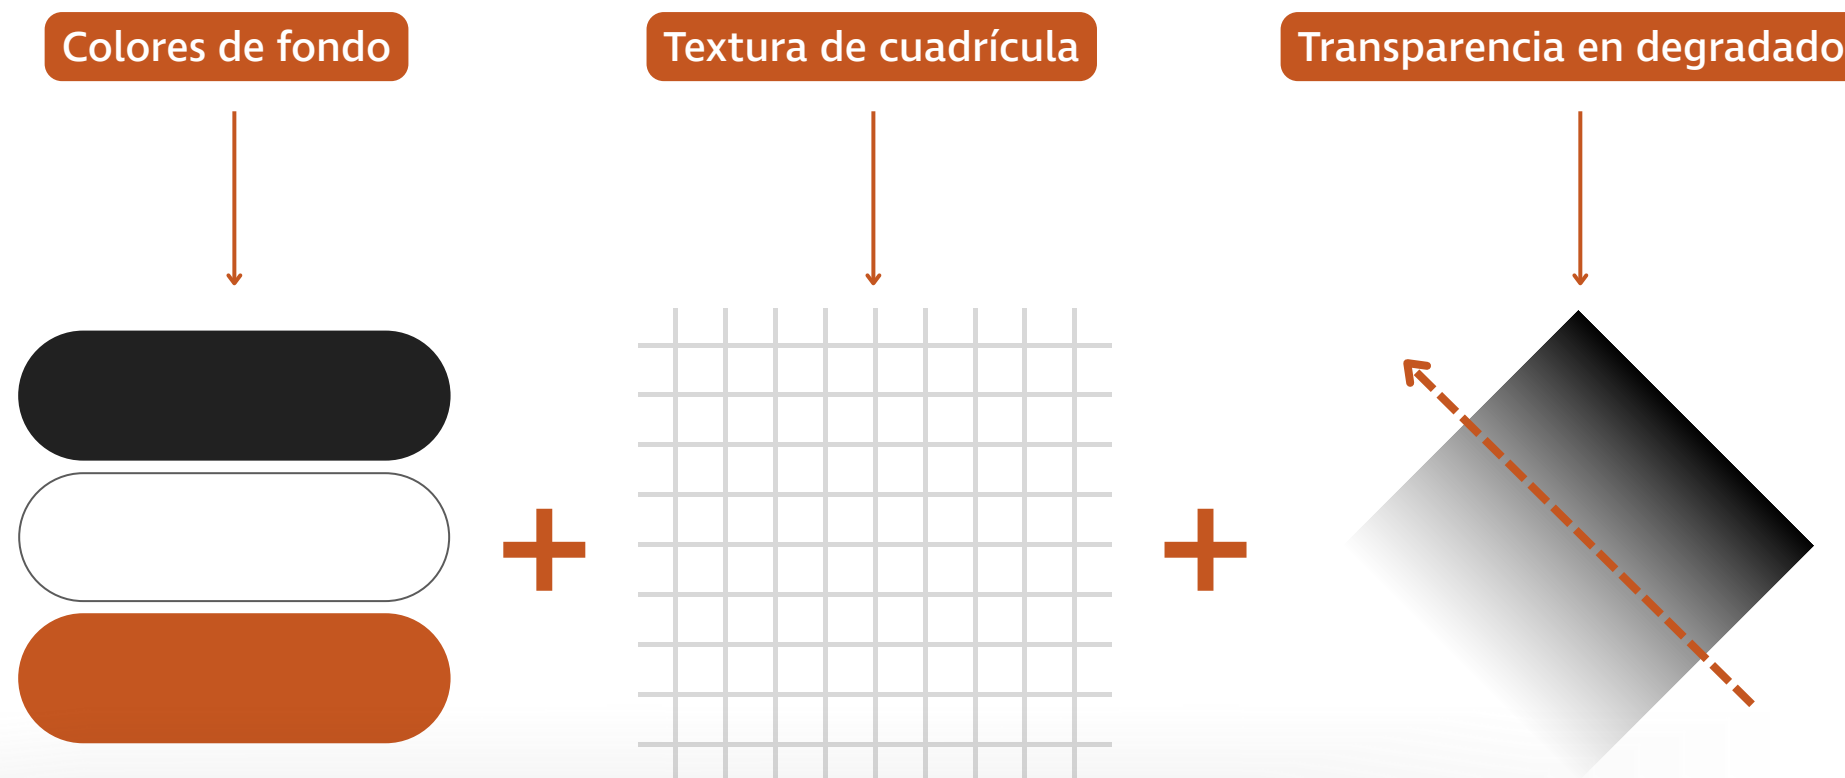 Colores de fondo
Textura de cuadrícula
Transparencia en degradado